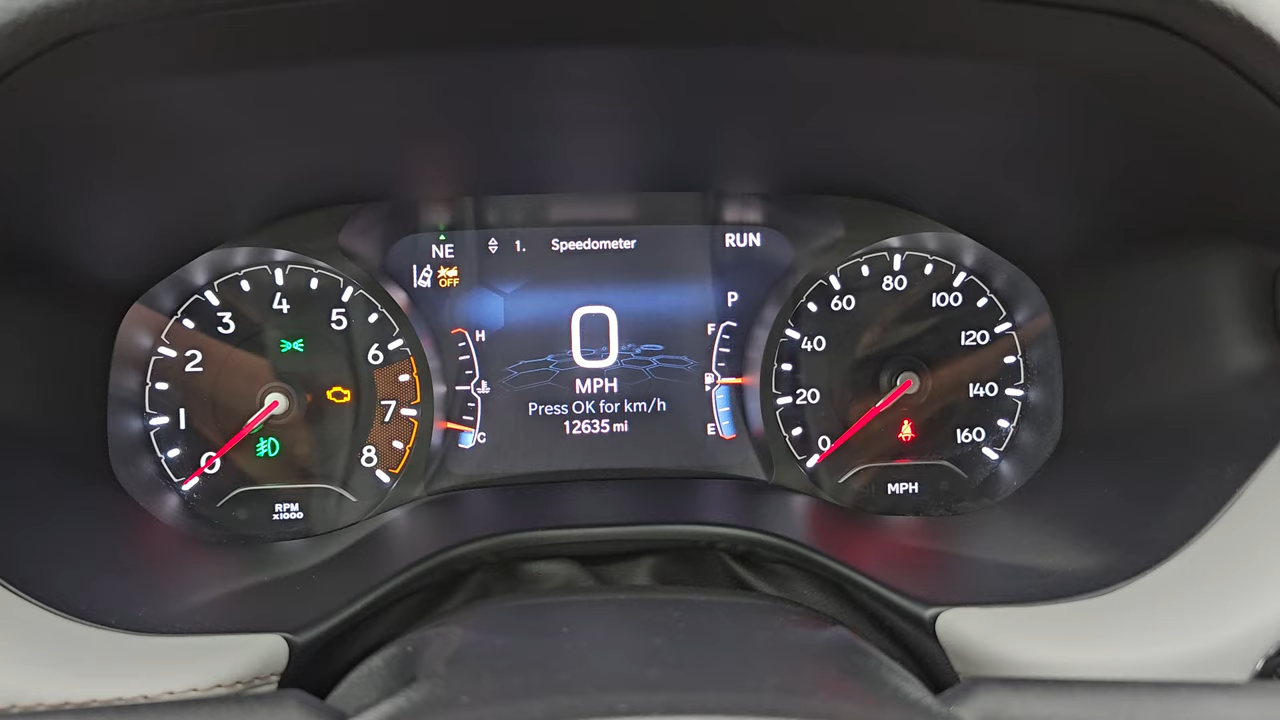 NE 1. Speedometer RUN
OFF
P
H
C
F
E
0
MPH
Press OK for km/h
12635 mi
0 1 2 3 4 5 6 7 8
RPM
x1000
0 20 40 60 80 100 120 140 160
MPH